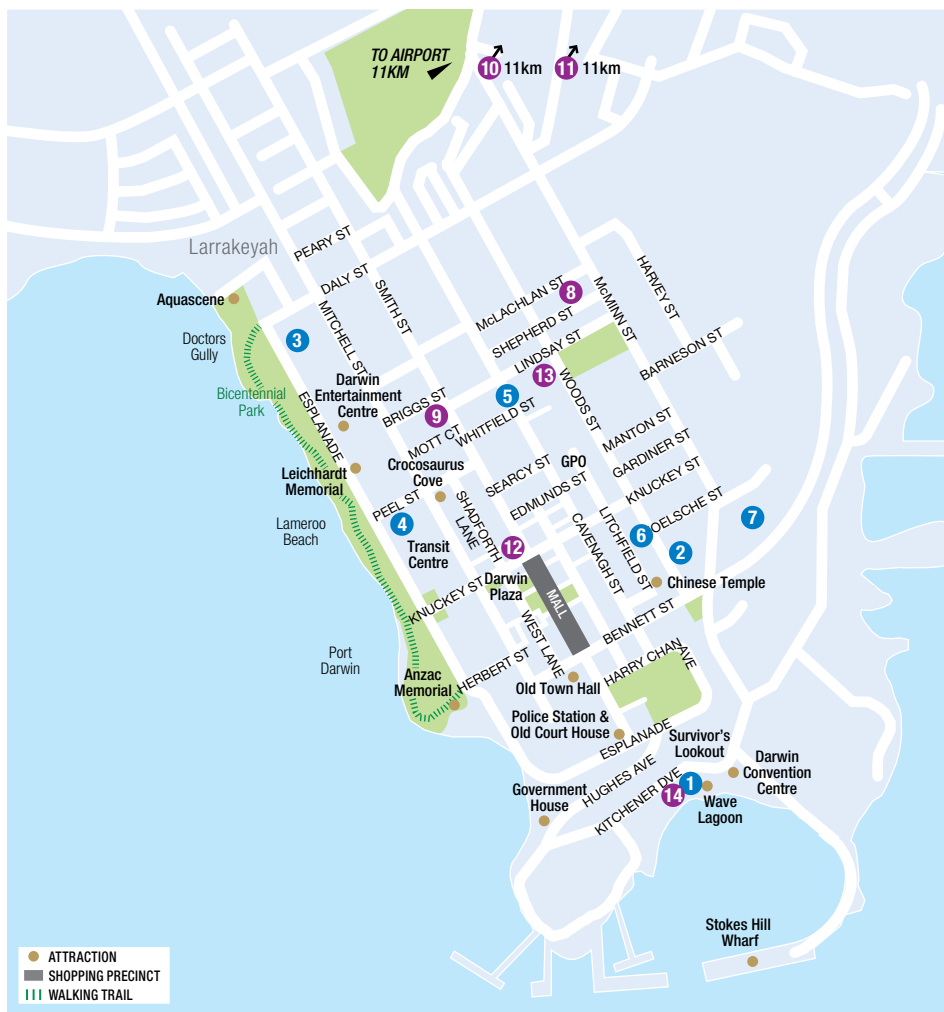 TO AIRPORT
11KM
10 11km
11 11km
Larrakeyah
PEARY ST
DALY ST
HARVEY ST
Aquascene
SMITH ST
McLACHLAN ST
8
McMINN ST
MITCHELL ST
SHEPHERD ST
Doctors
Gully
3
LINDSAY ST
BARNESON ST
13
Darwin
Entertainment
Centre
Bicentennial
Park
ESPLANADE
BRIGGS ST
5
WOODS ST
9
MOTT CT
WHITFIELD ST
MANTON ST
Leichhardt
Memorial
Crocosaurus
Cove
SEARCY ST
GPO
GARDINER ST
KNUCKEY ST
PEEL ST
SHADFORTH
LANE
EDMUNDS ST
LITCHFIELD ST
OELSCHE ST
7
Lameroo
Beach
4
Transit
Centre
12
CAVENAGH ST
6
2
Darwin
Plaza
MALL
Chinese Temple
KNUCKEY ST
WEST LANE
BENNETT ST
Port
Darwin
HERBERT ST
HARRY CHAN
AVE
Anzac
Memorial
Old Town Hall
Police Station &
Old Court House
ESPLANADE
Survivor's
Lookout
HUGHES AVE
Darwin
Convention
Centre
Government
House
KITCHENER DVE
14
1
Wave
Lagoon
Stokes Hill
Wharf
ATTRACTION
SHOPPING PRECINCT
WALKING TRAIL